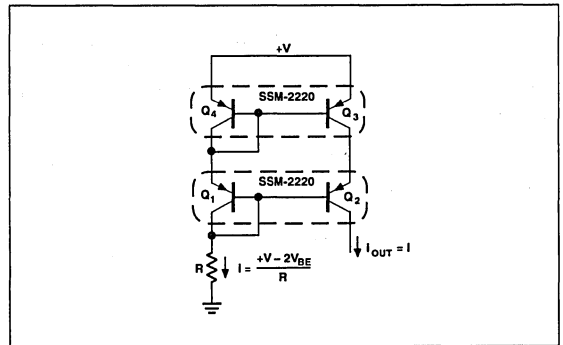 +V
SSM-2220
Q4 Q3
SSM-2220
Q1 Q2
R I = +V – 2VBE / R
IOUT = I